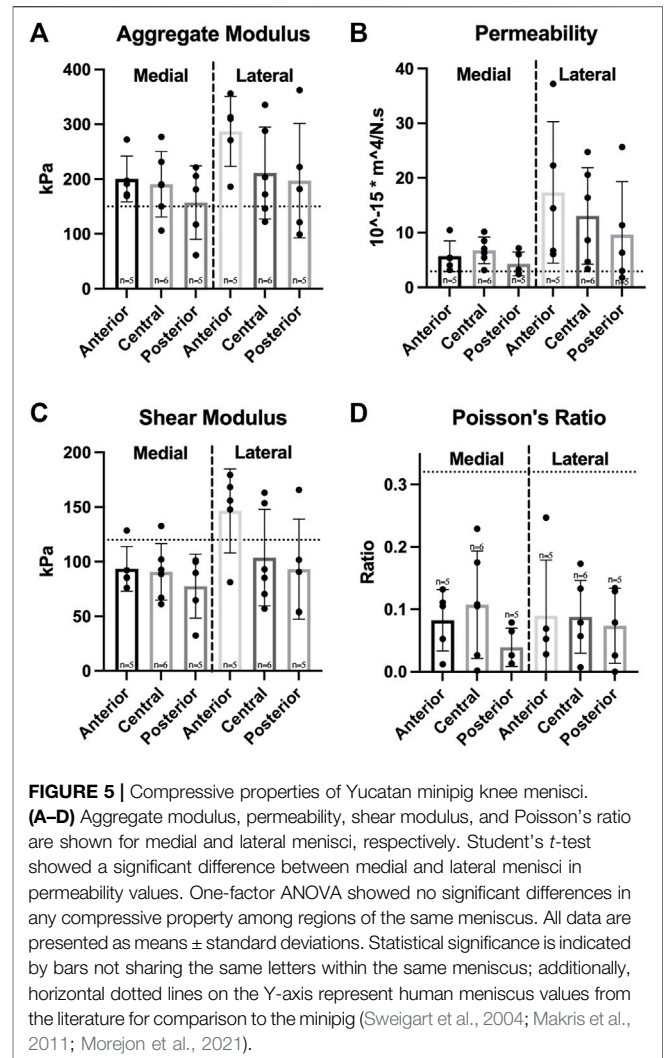 A Aggregate Modulus
Medial Lateral
kPa
400
300
200
100
0
n=5 n=6 n=5 n=5 n=6 n=5
Anterior Central Posterior Anterior Central Posterior
B Permeability
Medial Lateral
10^-15 * m^4/N.s
40
30
20
10
0
n=5 n=6 n=5 n=5 n=6 n=5
Anterior Central Posterior Anterior Central Posterior
C Shear Modulus
Medial Lateral
kPa
200
150
100
50
0
n=5 n=6 n=5 n=5 n=6 n=5
Anterior Central Posterior Anterior Central Posterior
D Poisson's Ratio
Medial Lateral
Ratio
0.3
0.2
0.1
0.0
n=5 n=6 n=5 n=5 n=6 n=5
Anterior Central Posterior Anterior Central Posterior
FIGURE 5 | Compressive properties of Yucatan minipig knee menisci.
(A–D) Aggregate modulus, permeability, shear modulus, and Poisson's ratio
are shown for medial and lateral menisci, respectively. Student's t-test
showed a significant difference between medial and lateral menisci in
permeability values. One-factor ANOVA showed no significant differences in
any compressive property among regions of the same meniscus. All data are
presented as means ± standard deviations. Statistical significance is indicated
by bars not sharing the same letters within the same meniscus; additionally,
horizontal dotted lines on the Y-axis represent human meniscus values from
the literature for comparison to the minipig (Sweigart et al., 2004; Makris et al.,
2011; Morejon et al., 2021).